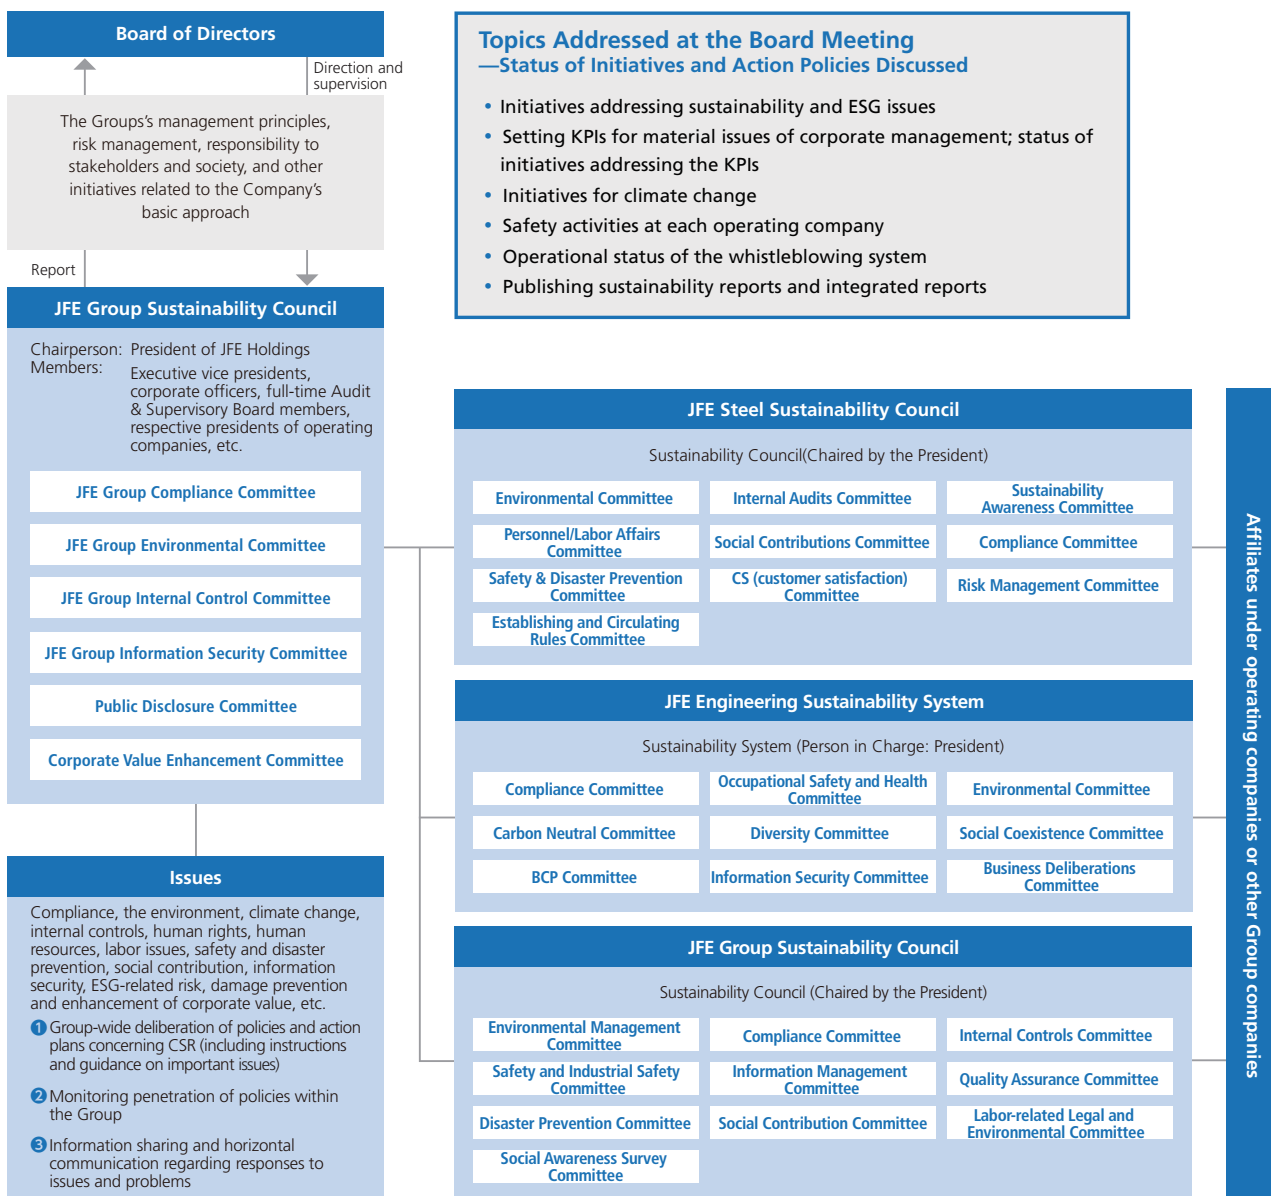 Board of Directors
Direction and
supervision
The Groups's management principles,
risk management, responsibility to
stakeholders and society, and other
initiatives related to the Company's
basic approach
Report
JFE Group Sustainability Council
Chairperson: President of JFE Holdings
Members:
Executive vice presidents,
corporate officers, full-time Audit
& Supervisory Board members,
respective presidents of operating
companies, etc.
JFE Group Compliance Committee
JFE Group Environmental Committee
JFE Group Internal Control Committee
JFE Group Information Security Committee
Public Disclosure Committee
Corporate Value Enhancement Committee
Issues
Compliance, the environment, climate change,
internal controls, human rights, human
resources, labor issues, safety and disaster
prevention, social contribution, information
security, ESG-related risk, damage prevention
and enhancement of corporate value, etc.
❶ Group-wide deliberation of policies and action
plans concerning CSR (including instructions
and guidance on important issues)
❷ Monitoring penetration of policies within
the Group
❸ Information sharing and horizontal
communication regarding responses to
issues and problems
Topics Addressed at the Board Meeting
—Status of Initiatives and Action Policies Discussed
• Initiatives addressing sustainability and ESG issues
• Setting KPIs for material issues of corporate management; status of
initiatives addressing the KPIs
• Initiatives for climate change
• Safety activities at each operating company
• Operational status of the whistleblowing system
• Publishing sustainability reports and integrated reports
JFE Steel Sustainability Council
Sustainability Council(Chaired by the President)
Environmental Committee
Internal Audits Committee
Sustainability
Awareness Committee
Personnel/Labor Affairs
Committee
Social Contributions Committee
Compliance Committee
Safety & Disaster Prevention
Committee
CS (customer satisfaction)
Committee
Risk Management Committee
Establishing and Circulating
Rules Committee
JFE Engineering Sustainability System
Sustainability System (Person in Charge: President)
Compliance Committee
Occupational Safety and Health
Committee
Environmental Committee
Carbon Neutral Committee
Diversity Committee
Social Coexistence Committee
BCP Committee
Information Security Committee
Business Deliberations
Committee
JFE Group Sustainability Council
Sustainability Council (Chaired by the President)
Environmental Management
Committee
Compliance Committee
Internal Controls Committee
Safety and Industrial Safety
Committee
Information Management
Committee
Quality Assurance Committee
Disaster Prevention Committee
Social Contribution Committee
Labor-related Legal and
Environmental Committee
Social Awareness Survey
Committee
Affiliates under operating companies or other Group companies